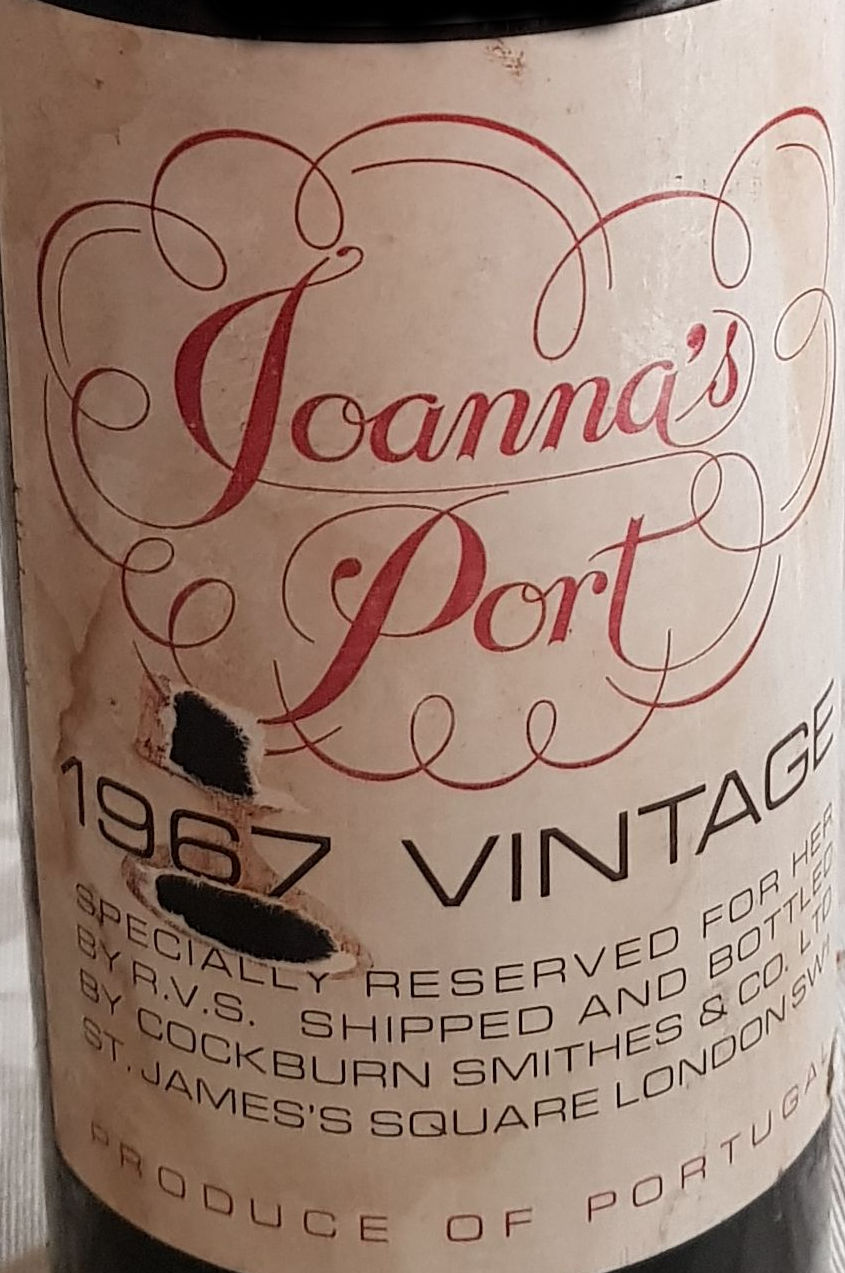 Joanna's
Port
1967 VINTAGE
SPECIALLY RESERVED FOR HER
BY R.V.S. SHIPPED AND BOTTLED
BY COCKBURN SMITHES & CO. LTD
ST. JAMES'S SQUARE LONDON SW1
PRODUCE OF PORTUGAL